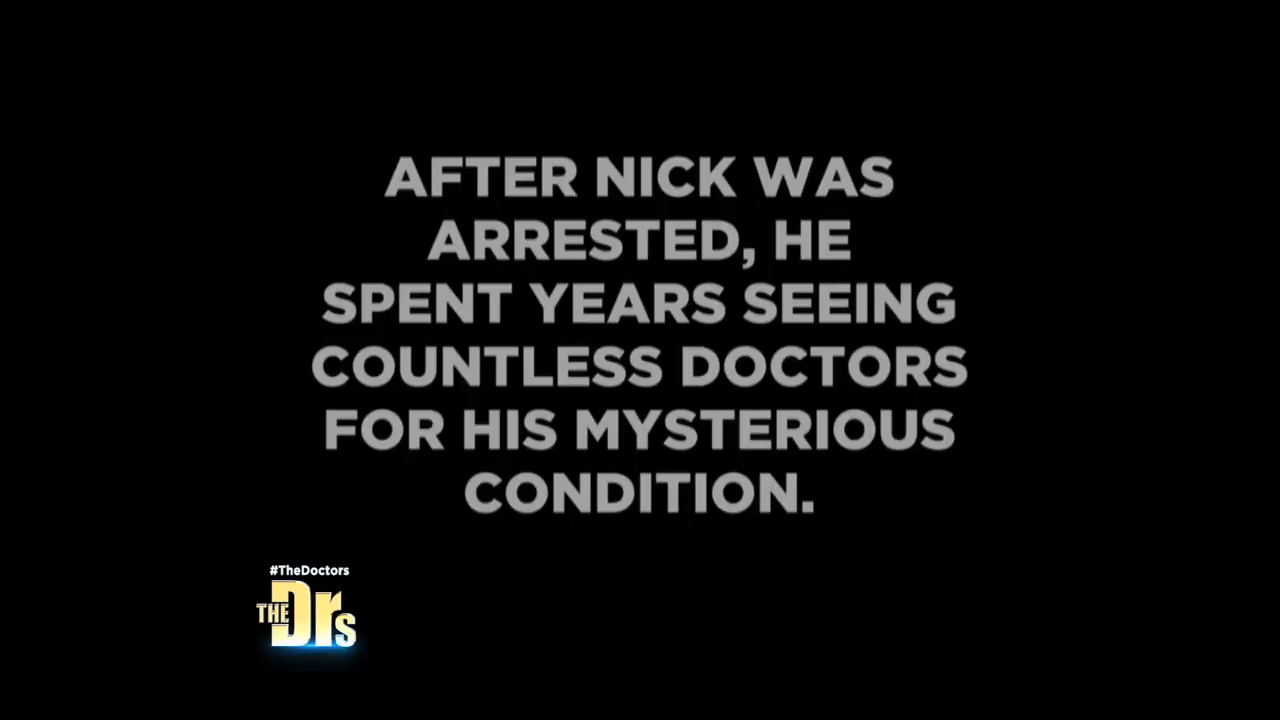 AFTER NICK WAS
ARRESTED, HE
SPENT YEARS SEEING
COUNTLESS DOCTORS
FOR HIS MYSTERIOUS
CONDITION.
#TheDoctors
THE Drs